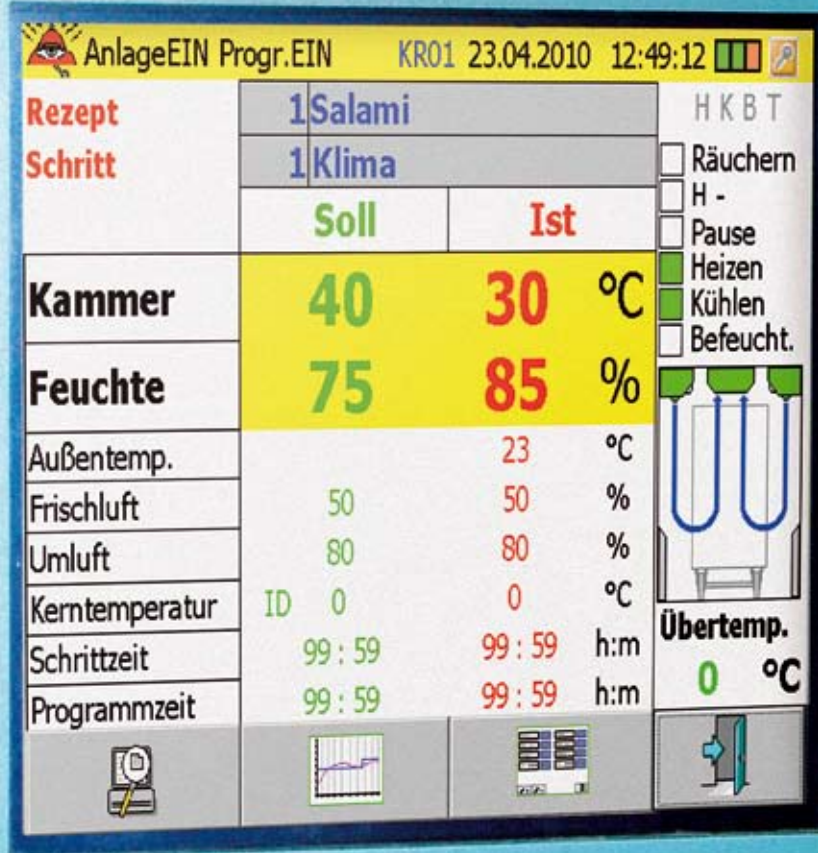 AnlageEIN Progr.EIN KR01 23.04.2010 12:49:12
Rezept 1 Salami
Schritt 1 Klima
Soll Ist
Kammer 40 30 °C
Feuchte 75 85 %
Außentemp. 23 °C
Frischluft 50 50 %
Umluft 80 80 %
Kerntemperatur ID 0 0 °C
Schrittzeit 99 : 59 99 : 59 h:m
Programmzeit 99 : 59 99 : 59 h:m
H K B T
Räuchern
H -
Pause
Heizen
Kühlen
Befeucht.
Übertemp.
0 °C